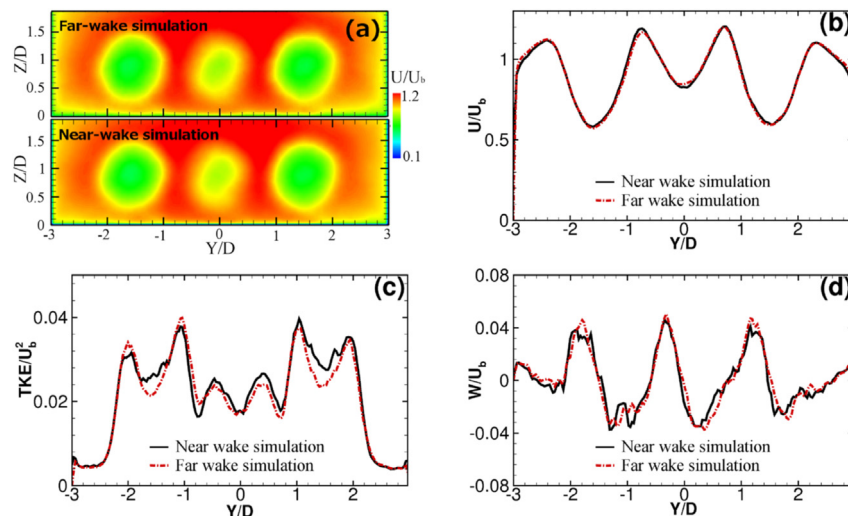 Far-wake simulation (a)
Z/D
1.5
1
0.5
0
U/U_b
1.2
0.1
Near-wake simulation
Z/D
1.5
1
0.5
0
-3 -2 -1 0 1 2 3
Y/D
(b)
U/U_b
1
0.5
0
Near wake simulation
Far wake simulation
-3 -2 -1 0 1 2
Y/D
(c)
TKE/U_b^2
0.04
0.02
0
Near wake simulation
Far wake simulation
-3 -2 -1 0 1 2
Y/D
(d)
W/U_b
0.08
0.04
0
-0.04
-0.08
Near wake simulation
Far wake simulation
-3 -2 -1 0 1 2
Y/D